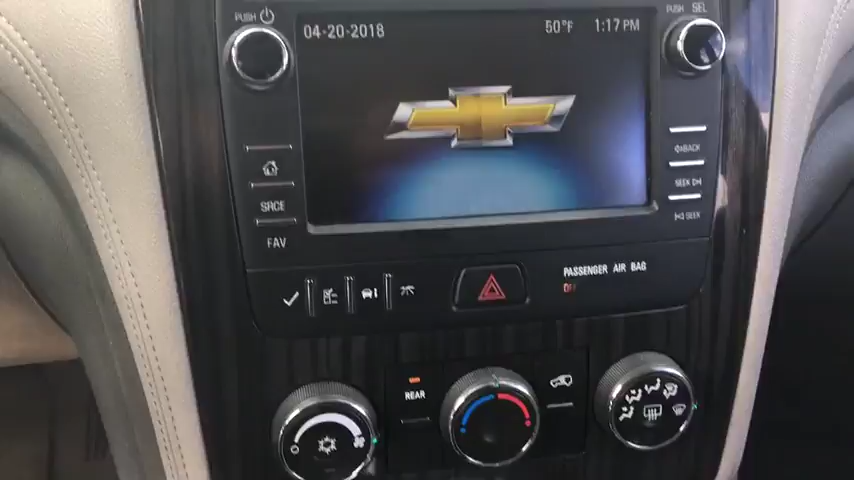 PUSH
04-20-2018 50°F 1:17 PM
PUSH SEL
BACK
SEEK
SEEK
SRCE
FAV
PASSENGER AIR BAG
OFF
REAR